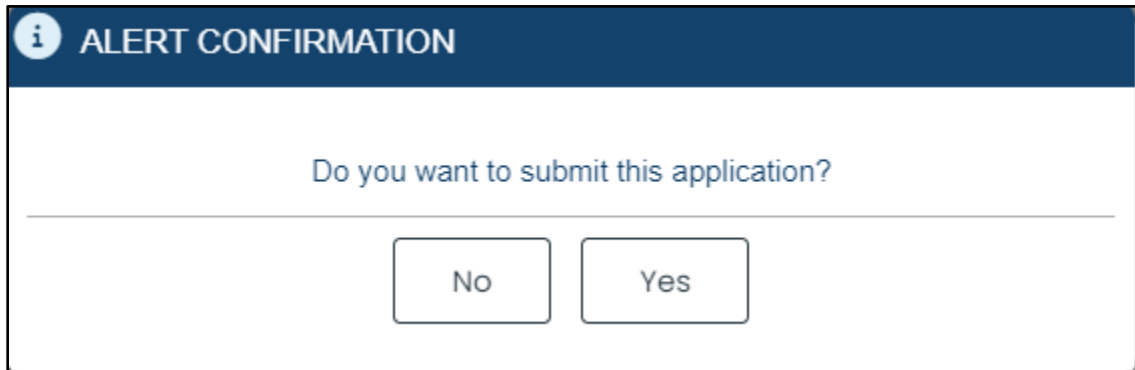 i ALERT CONFIRMATION
Do you want to submit this application?
No Yes